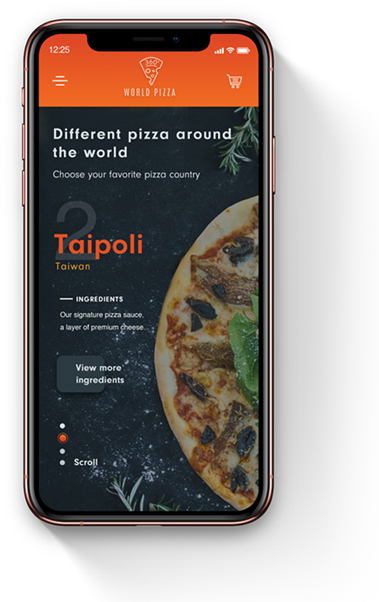 12:25
360°
WORLD PIZZA
Different pizza around
the world
Choose your favorite pizza country
2
Taipoli
Taiwan
INGREDIENTS
Our signature pizza sauce,
a layer of premium cheese
View more
ingredients
Scroll